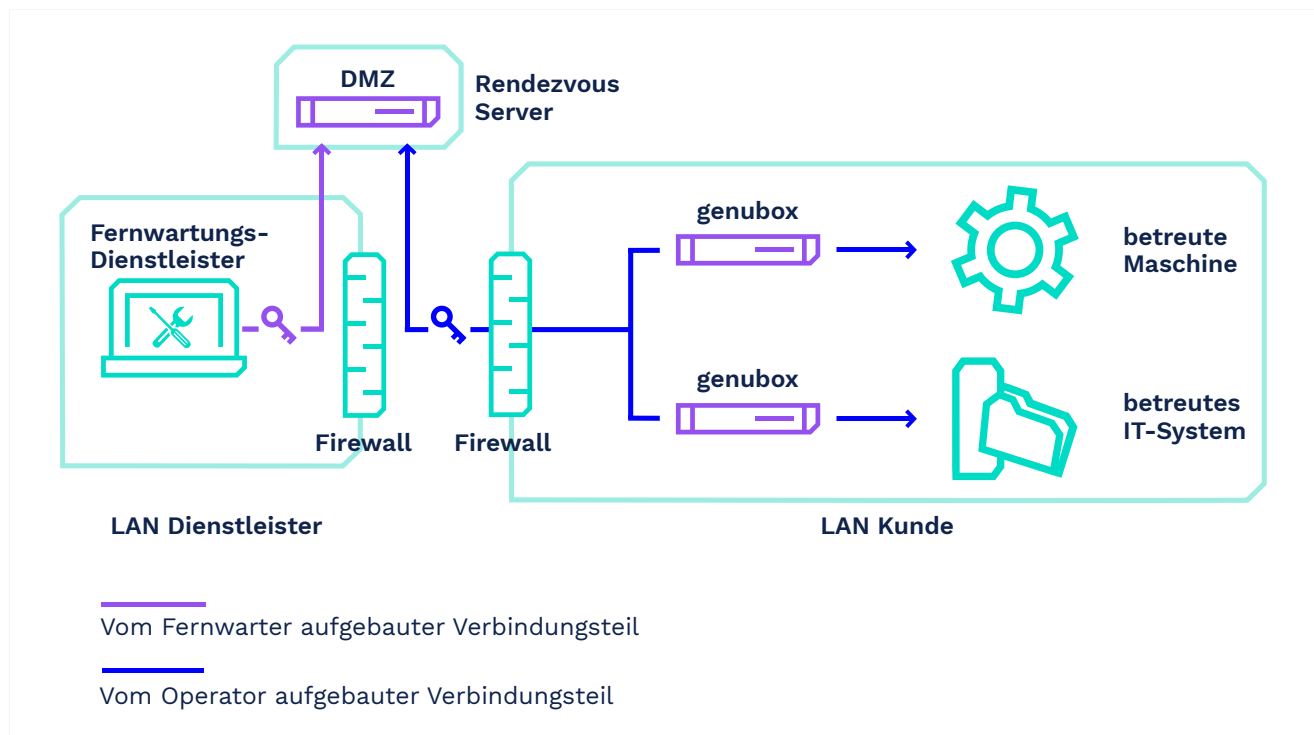 DMZ
Rendezvous
Server
Fernwartungs-
Dienstleister
genubox
betreute
Maschine
genubox
betreutes
IT-System
Firewall
Firewall
LAN Dienstleister
LAN Kunde
Vom Fernwarter aufgebauter Verbindungsteil
Vom Operator aufgebauter Verbindungsteil